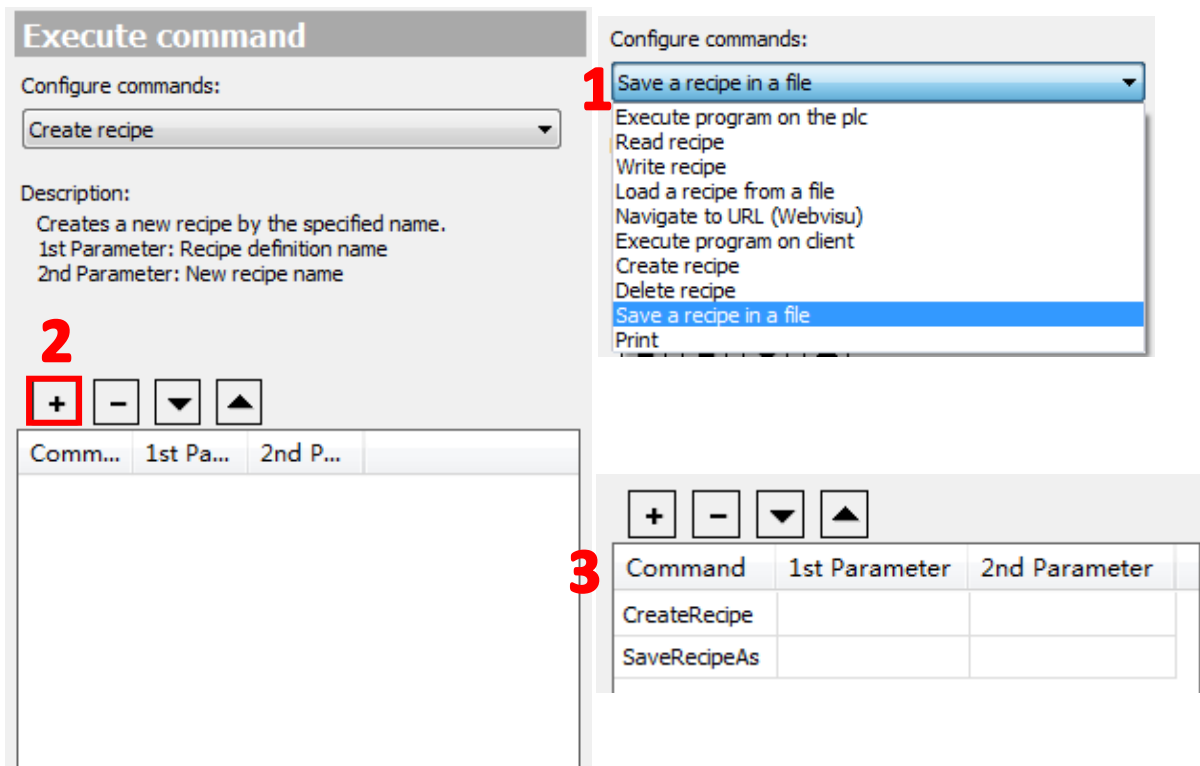 Execute command
Configure commands:
Create recipe
Description:
Creates a new recipe by the specified name.
1st Parameter: Recipe definition name
2nd Parameter: New recipe name
2
+ -
Comm... 1st Pa... 2nd P...
Configure commands:
1
Save a recipe in a file
Execute program on the plc
Read recipe
Write recipe
Load a recipe from a file
Navigate to URL (Webvisu)
Execute program on client
Create recipe
Delete recipe
Save a recipe in a file
Print
+ -
3
Command 1st Parameter 2nd Parameter
CreateRecipe
SaveRecipeAs